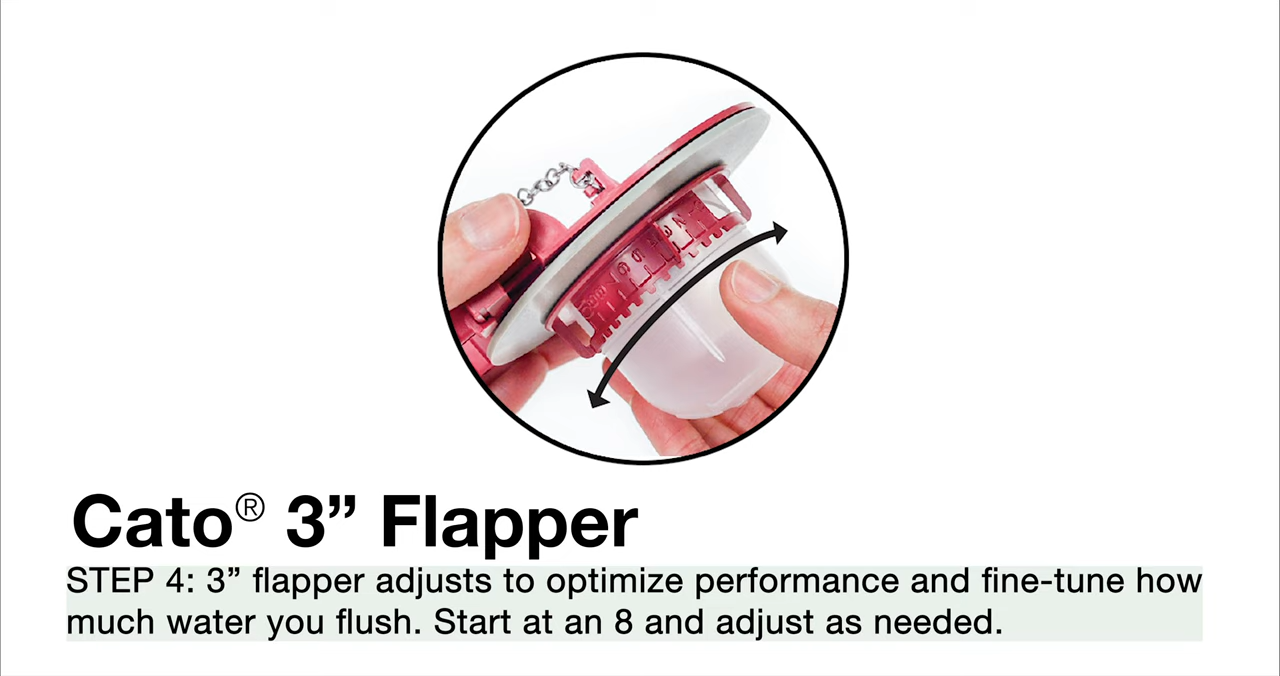 Cato® 3” Flapper
STEP 4: 3” flapper adjusts to optimize performance and fine-tune how
much water you flush. Start at an 8 and adjust as needed.